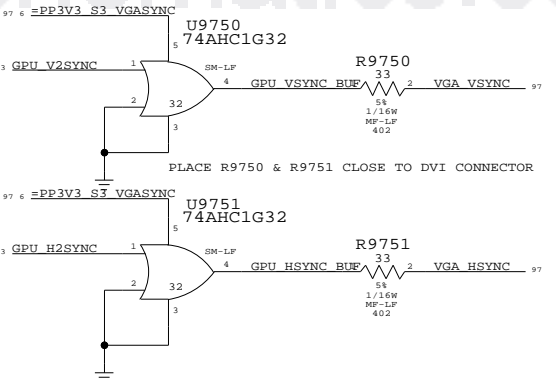 97 6 =PP3V3_S3_VGASYNC
U9750
74AHC1G32
5
3 GPU_V2SYNC
1
2
32
SM-LF
4
3
GPU_VSYNC_BUF
R9750
33
2
5%
1/16W
MF-LF
402
VGA_VSYNC
97
PLACE R9750 & R9751 CLOSE TO DVI CONNECTOR
97 6 =PP3V3_S3_VGASYNC
U9751
74AHC1G32
5
3 GPU_H2SYNC
1
2
32
SM-LF
4
3
GPU_HSYNC_BUF
R9751
33
2
5%
1/16W
MF-LF
402
VGA_HSYNC
97